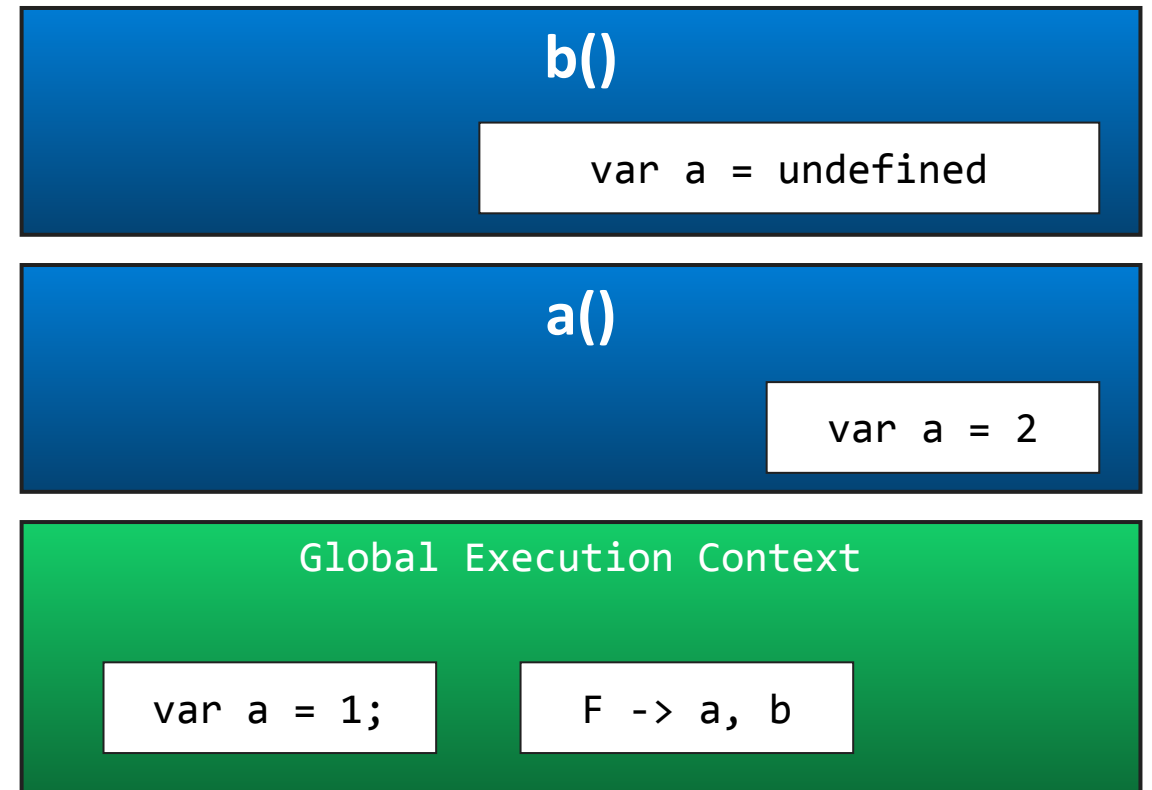 b()
var a = undefined
a()
var a = 2
Global Execution Context
var a = 1;
F -> a, b